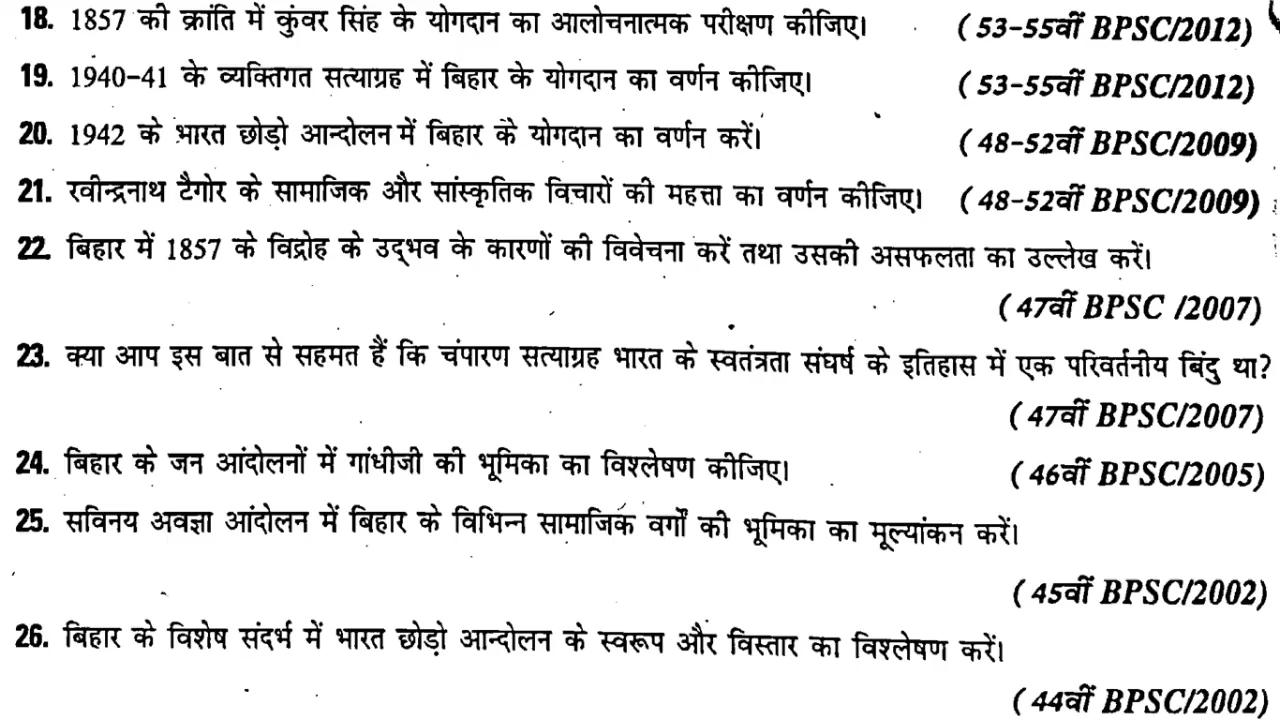 18. 1857 की क्रांति में कुंवर सिंह के योगदान का आलोचनात्मक परीक्षण कीजिए। (53-55वीं BPSC/2012)
19. 1940-41 के व्यक्तिगत सत्याग्रह में बिहार के योगदान का वर्णन कीजिए। (53-55वीं BPSC/2012)
20. 1942 के भारत छोड़ो आन्दोलन में बिहार के योगदान का वर्णन करें। (48-52वीं BPSC/2009)
21. रवीन्द्रनाथ टैगोर के सामाजिक और सांस्कृतिक विचारों की महत्ता का वर्णन कीजिए। (48-52वीं BPSC/2009)
22. बिहार में 1857 के विद्रोह के उद्भव के कारणों की विवेचना करें तथा उसकी असफलता का उल्लेख करें।
(47वीं BPSC /2007)
23. क्या आप इस बात से सहमत हैं कि चंपारण सत्याग्रह भारत के स्वतंत्रता संघर्ष के इतिहास में एक परिवर्तनीय बिंदु था?
(47वीं BPSC/2007)
24. बिहार के जन आंदोलनों में गांधीजी की भूमिका का विश्लेषण कीजिए। (46वीं BPSC/2005)
25. सविनय अवज्ञा आंदोलन में बिहार के विभिन्न सामाजिक वर्गों की भूमिका का मूल्यांकन करें।
(45वीं BPSC/2002)
26. बिहार के विशेष संदर्भ में भारत छोड़ो आन्दोलन के स्वरूप और विस्तार का विश्लेषण करें।
(44वीं BPSC/2002)